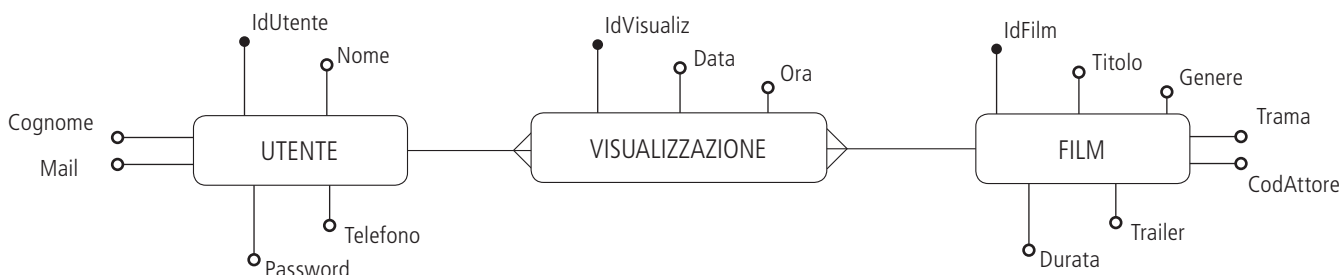 IdUtente
Nome
Cognome
Mail
UTENTE
Telefono
Password
IdVisualiz
Data
Ora
VISUALIZZAZIONE
IdFilm
Titolo
Genere
Trama
CodAttore
FILM
Trailer
Durata